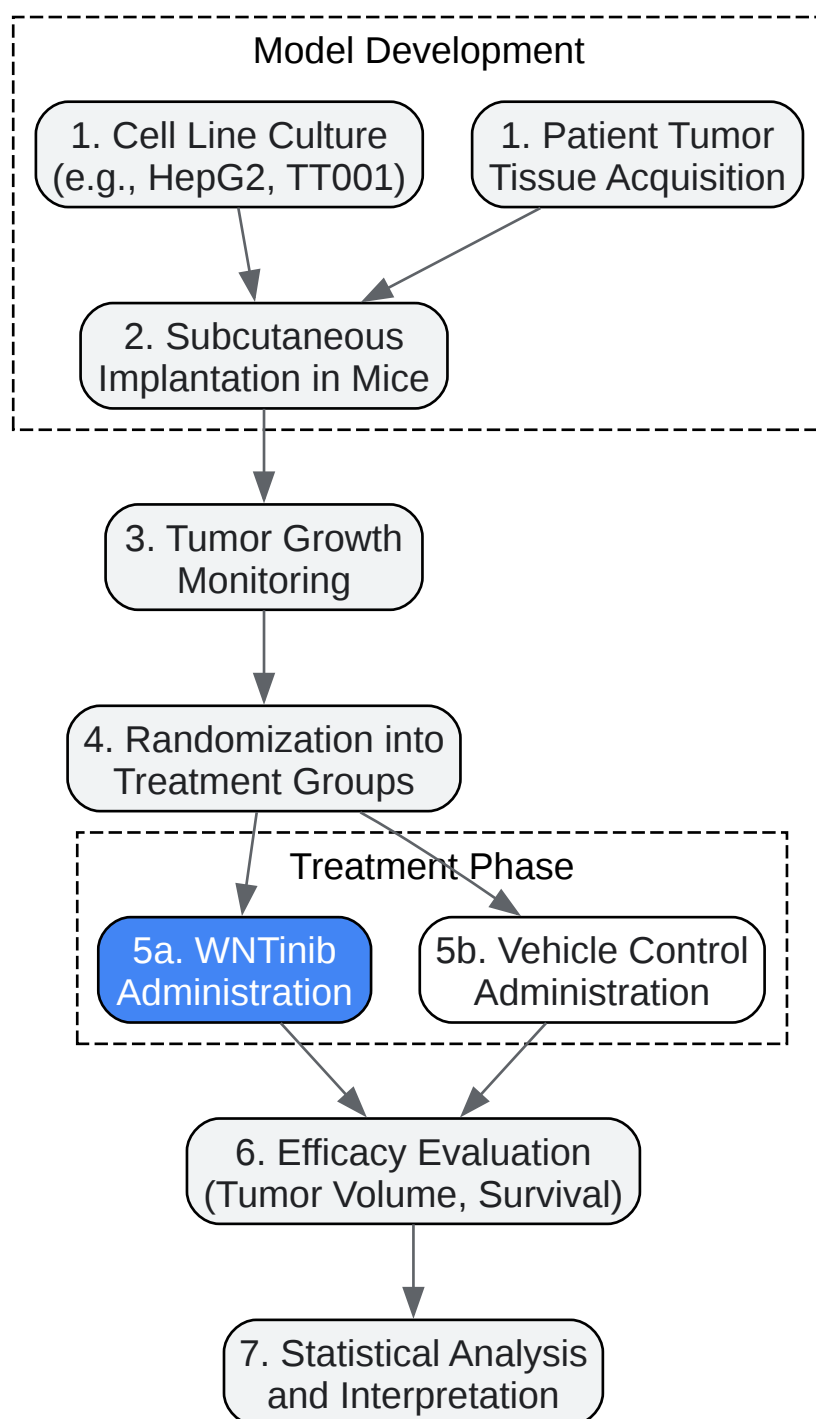 Model Development
1. Cell Line Culture
(e.g., HepG2, TT001)
1. Patient Tumor
Tissue Acquisition
2. Subcutaneous
Implantation in Mice
3. Tumor Growth
Monitoring
4. Randomization into
Treatment Groups
Treatment Phase
5a. WNTinib
Administration
5b. Vehicle Control
Administration
6. Efficacy Evaluation
(Tumor Volume, Survival)
7. Statistical Analysis
and Interpretation